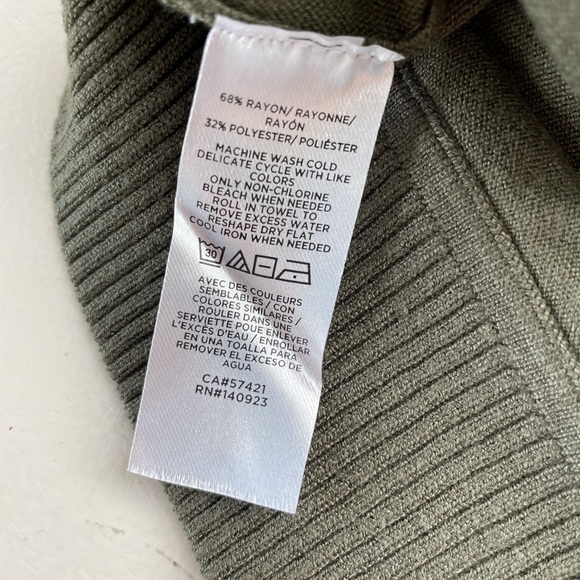 68% RAYON/ RAYONNE/
RAYÓN
32% POLYESTER/ POLIÉSTER
MACHINE WASH COLD
DELICATE CYCLE WITH LIKE
COLORS
ONLY NON-CHLORINE
BLEACH WHEN NEEDED
ROLL IN TOWEL TO
REMOVE EXCESS WATER
RESHAPE DRY FLAT
COOL IRON WHEN NEEDED
30
AVEC DES COULEURS
SEMBLABLES / CON
COLORES SIMILARES /
ROULER DANS UNE
SERVIETTE POUE ENLEVER
L'EXCÈS D'EAU / ENROLLAR
EN UNA TOALLA PARA
REMOVER EL EXCESO DE
AGUA
CA#57421
RN#140923